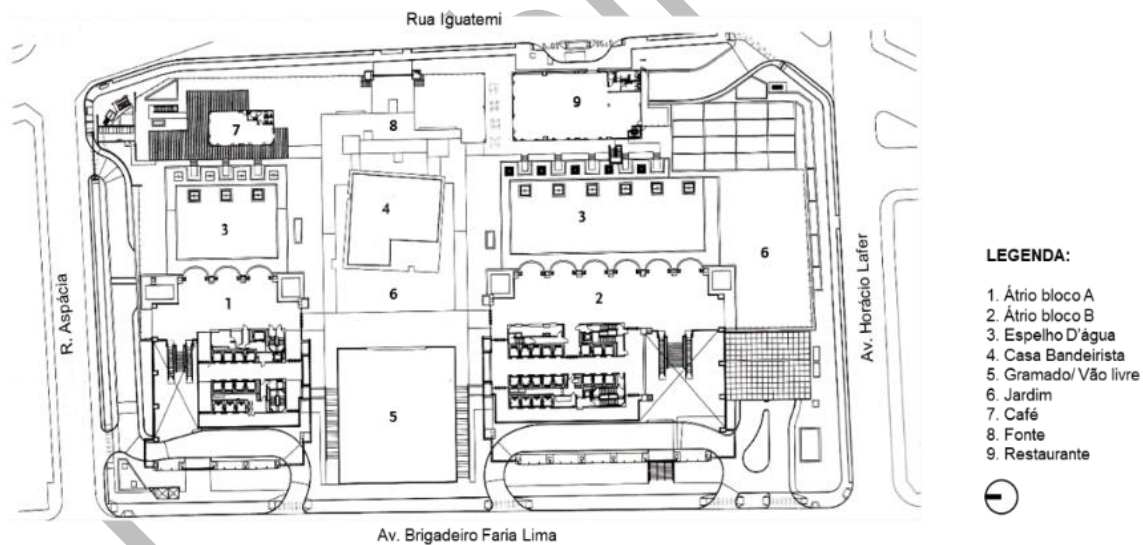 Rua Iguatemi
9
7
8
4
3
3
6
R. Aspácia
Av. Horácio Lafer
1
6
2
5
Av. Brigadeiro Faria Lima
LEGENDA:
1. Átrio bloco A
2. Átrio bloco B
3. Espelho D'água
4. Casa Bandeirista
5. Gramado/ Vão livre
6. Jardim
7. Café
8. Fonte
9. Restaurante